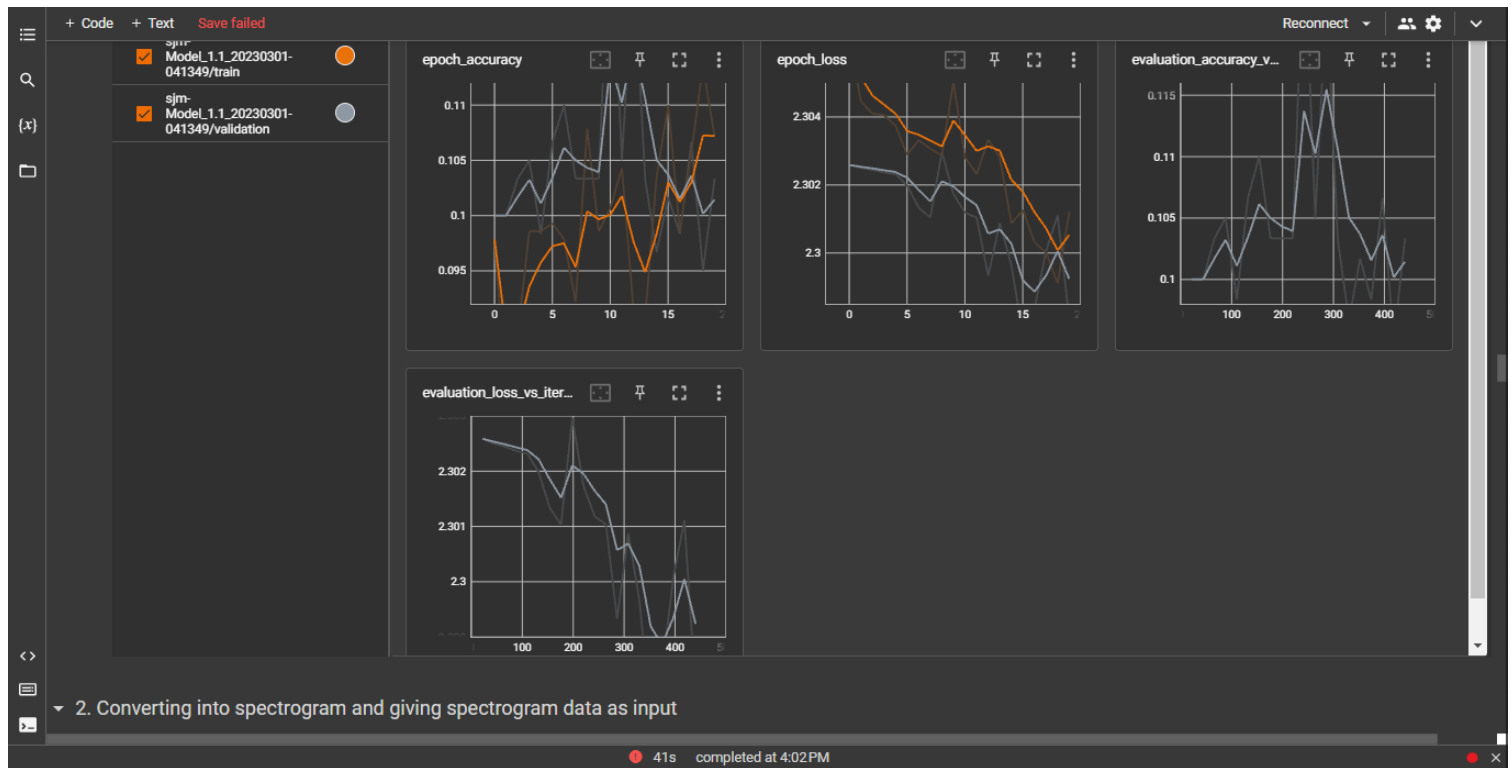 + Code + Text Save failed
Reconnect
sjm-
Model_1.1_20230301-
041349/train
sjm-
Model_1.1_20230301-
041349/validation
{x}
epoch_accuracy
0.11
0.105
0.1
0.095
0 5 10 15 2
epoch_loss
2.304
2.302
2.3
0 5 10 15 2
evaluation_accuracy_v...
0.115
0.11
0.105
0.1
100 200 300 400 5
evaluation_loss_vs_iter...
2.302
2.301
2.3
100 200 300 400 5
2. Converting into spectrogram and giving spectrogram data as input
41s completed at 4:02 PM